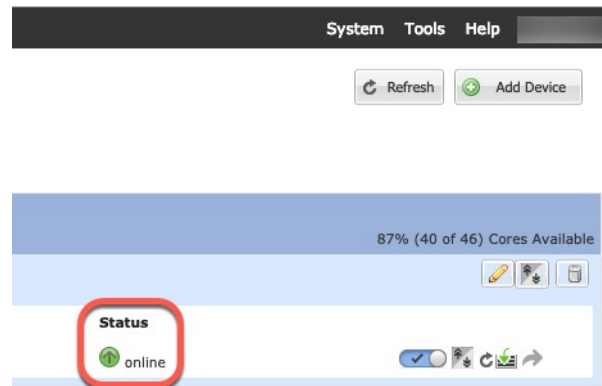 System Tools Help
Refresh Add Device
87% (40 of 46) Cores Available
Status
online